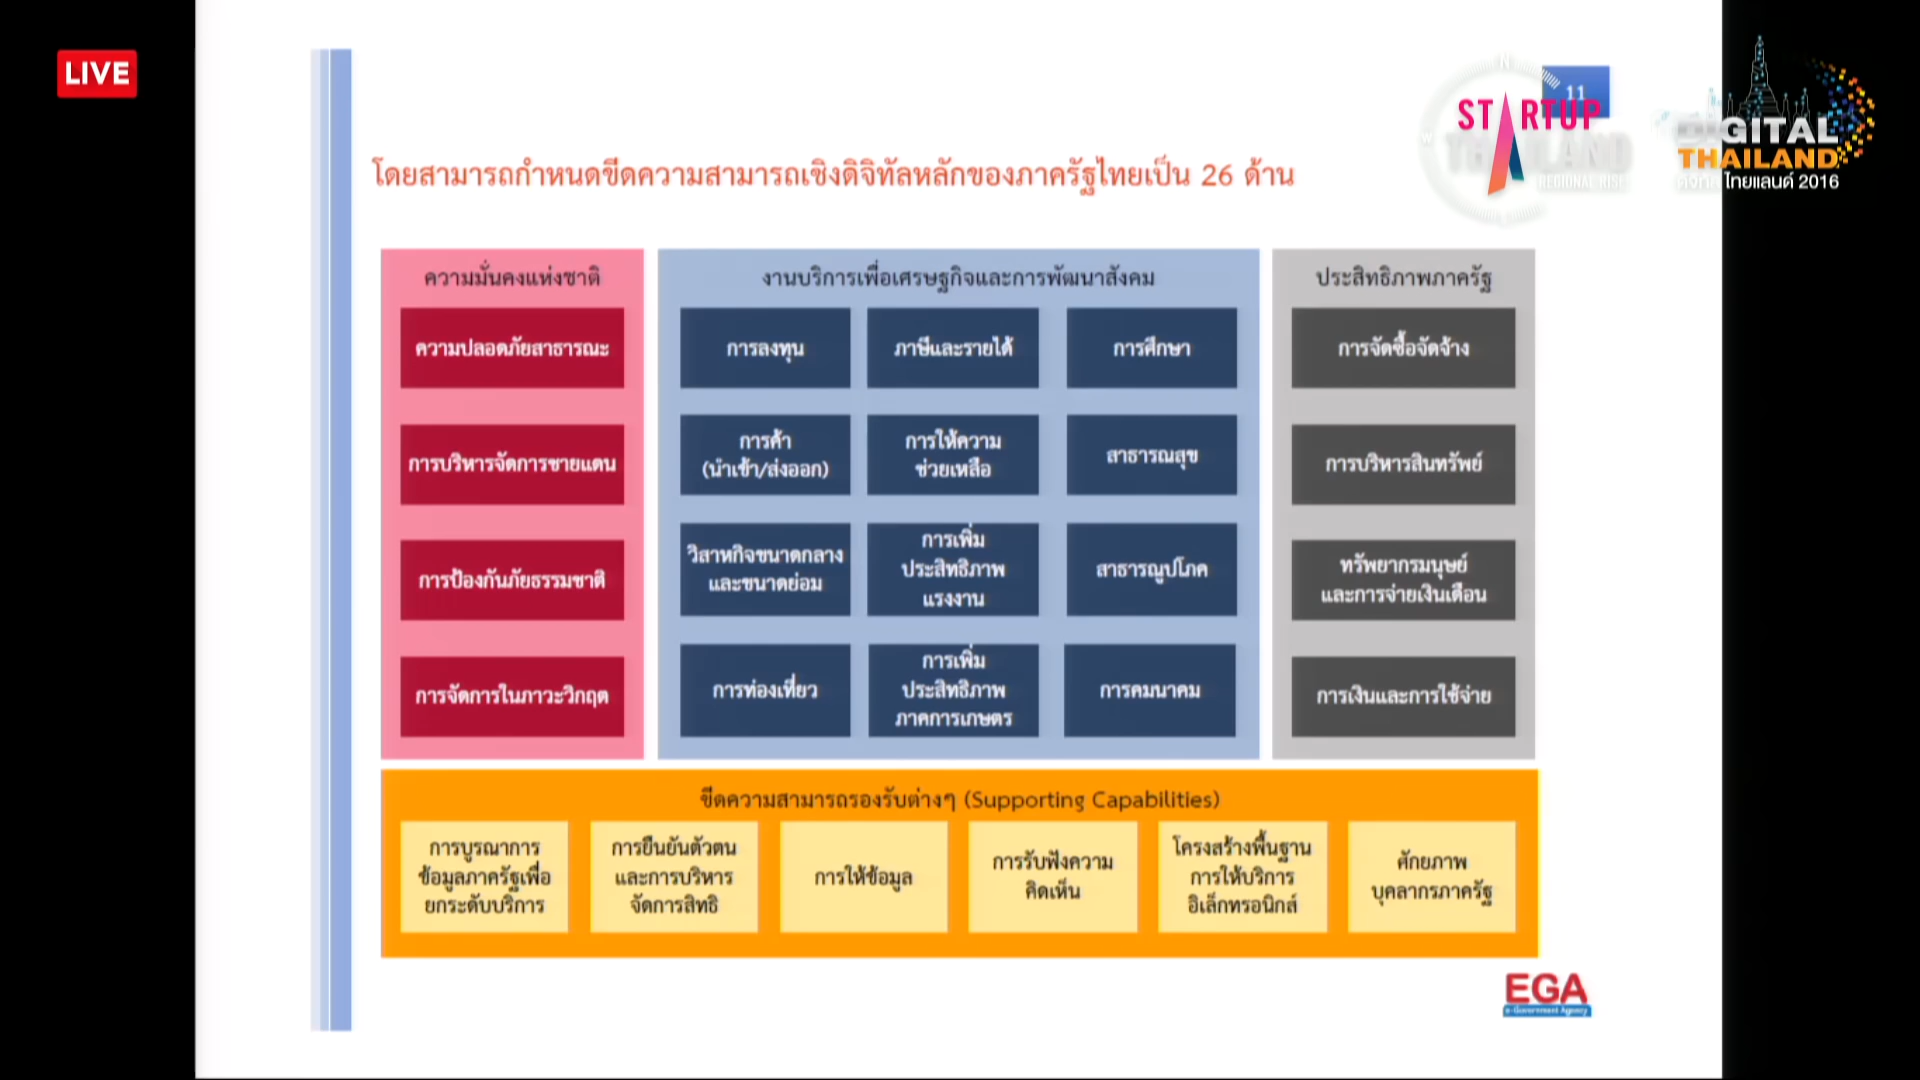 LIVE
11
STARTUP
THAILAND
REGIONAL RISE
DIGITAL
THAILAND
ดิจิทัล ไทยแลนด์ 2016
โดยสามารถกำหนดขีดความสามารถเชิงดิจิทัลหลักของภาครัฐไทยเป็น 26 ด้าน
ความมั่นคงแห่งชาติ
ความปลอดภัยสาธารณะ
การบริหารจัดการชายแดน
การป้องกันภัยธรรมชาติ
การจัดการในภาวะวิกฤต
งานบริการเพื่อเศรษฐกิจและการพัฒนาสังคม
การลงทุน
ภาษีและรายได้
การศึกษา
การค้า
(นำเข้า/ส่งออก)
การให้ความ
ช่วยเหลือ
สาธารณสุข
วิสาหกิจขนาดกลาง
และขนาดย่อม
การเพิ่ม
ประสิทธิภาพ
แรงงาน
สาธารณูปโภค
การท่องเที่ยว
การเพิ่ม
ประสิทธิภาพ
ภาคการเกษตร
การคมนาคม
ประสิทธิภาพภาครัฐ
การจัดซื้อจัดจ้าง
การบริหารสินทรัพย์
ทรัพยากรมนุษย์
และการจ่ายเงินเดือน
การเงินและการใช้จ่าย
ขีดความสามารถรองรับต่างๆ (Supporting Capabilities)
การบูรณาการ
ข้อมูลภาครัฐเพื่อ
ยกระดับบริการ
การยืนยันตัวตน
และการบริหาร
จัดการสิทธิ
การให้ข้อมูล
การรับฟังความ
คิดเห็น
โครงสร้างพื้นฐาน
การให้บริการ
อิเล็กทรอนิกส์
ศักยภาพ
บุคลากรภาครัฐ
EGA
e-Government Agency